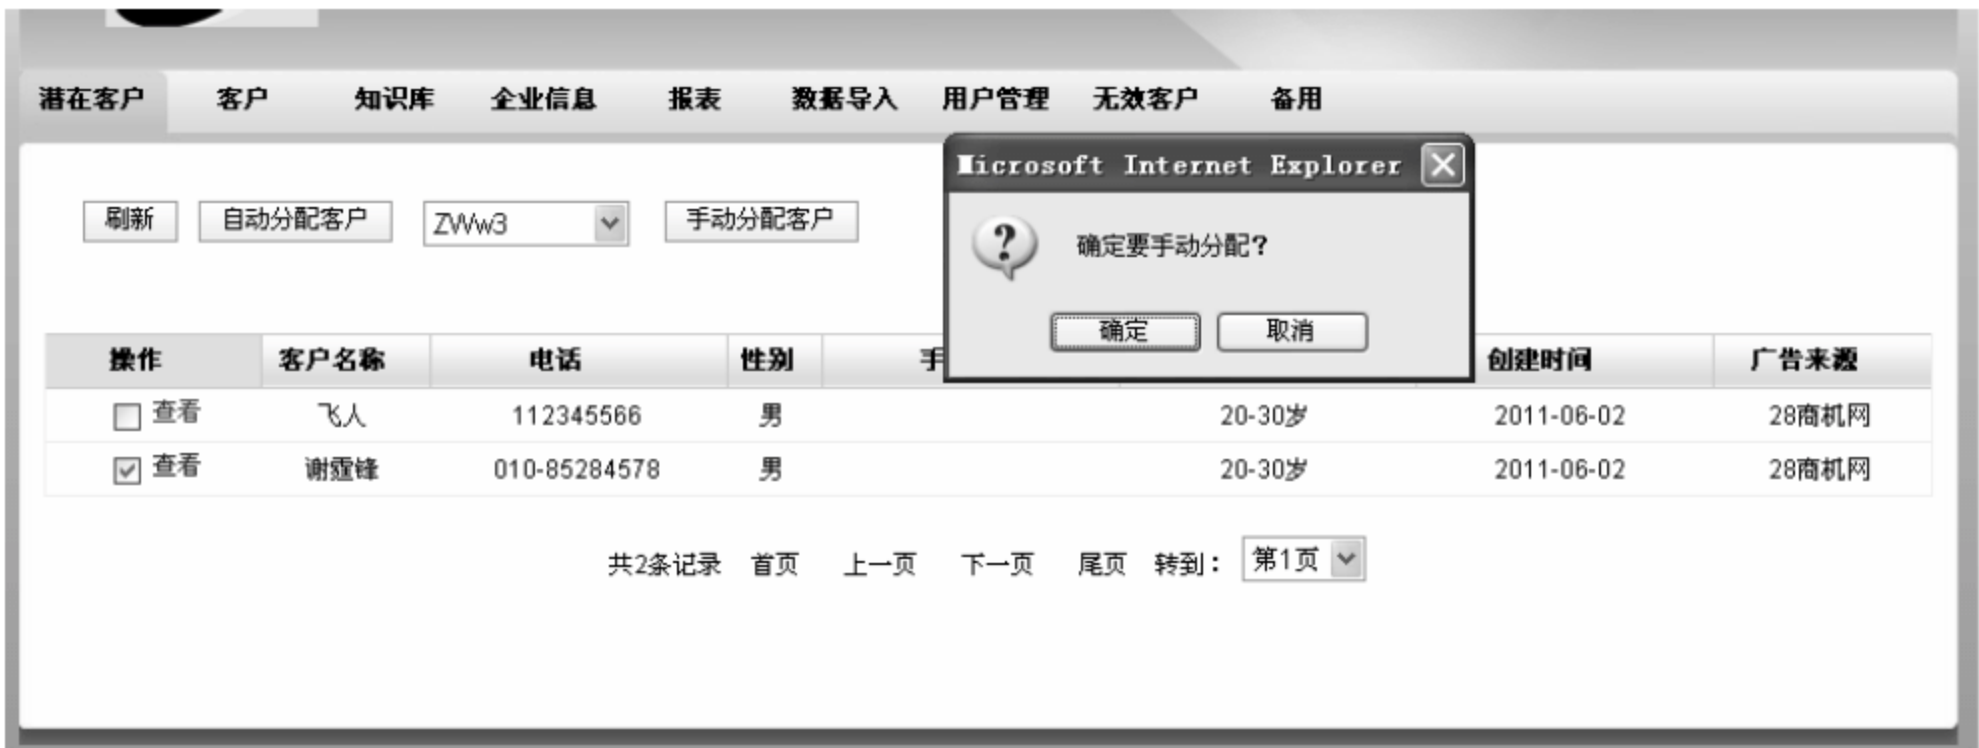 潜在客户 客户 知识库 企业信息 报表 数据导入 用户管理 无效客户 备用
Microsoft Internet Explorer
刷新 自动分配客户 ZWw3 手动分配客户
确定要手动分配?
确定 取消
操作 客户名称 电话 性别 手 创建时间 广告来源
查看 飞人 112345566 男 20-30岁 2011-06-02 28商机网
查看 谢霆锋 010-85284578 男 20-30岁 2011-06-02 28商机网
共2条记录 首页 上一页 下一页 尾页 转到: 第1页